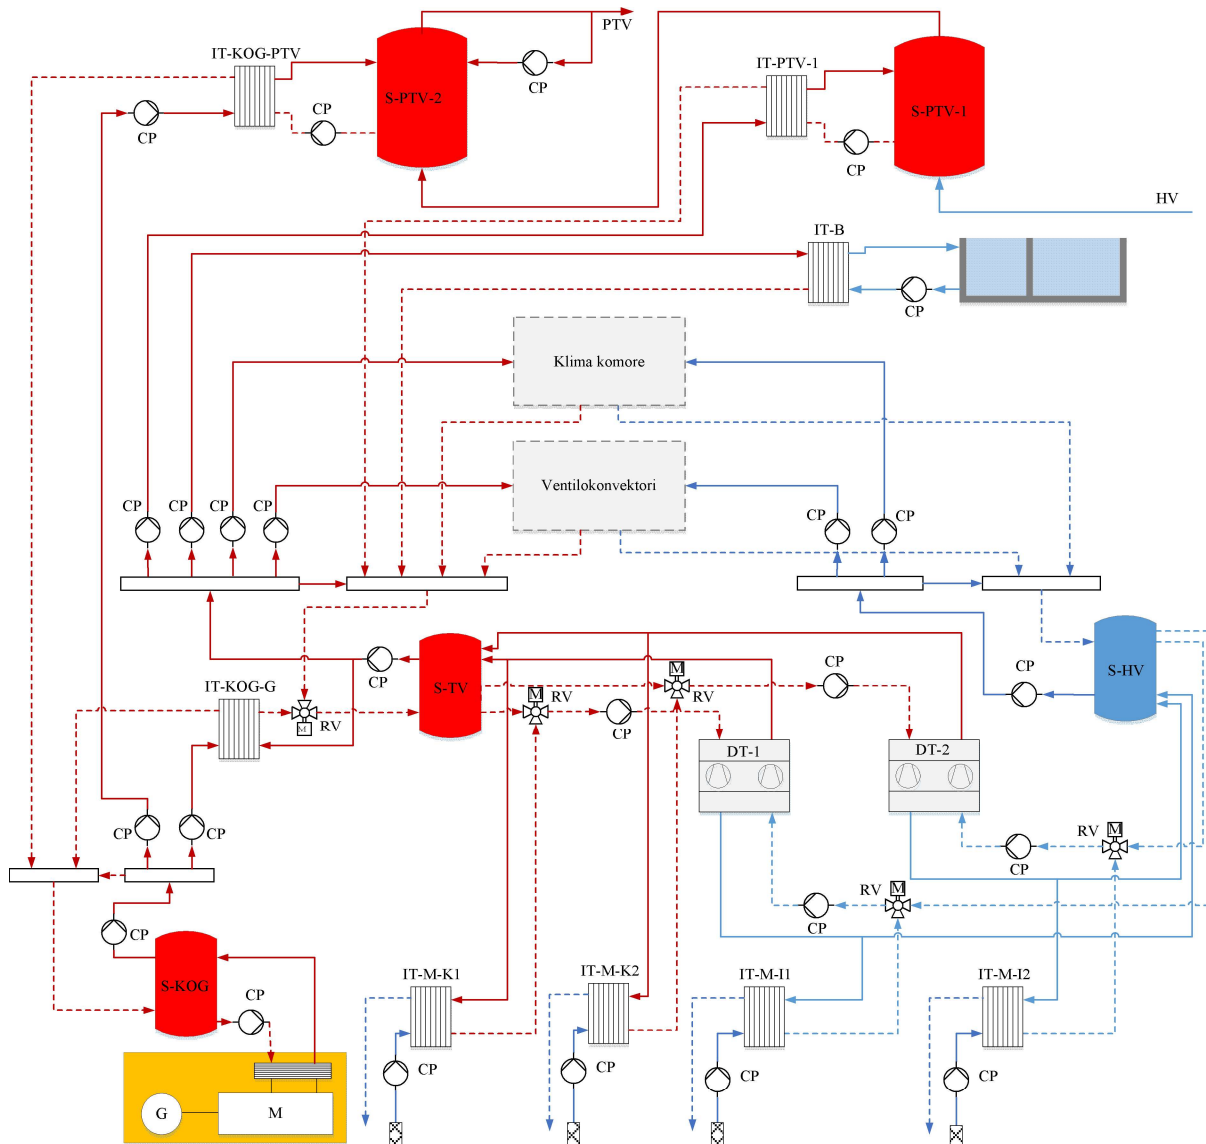 PTV
IT-KOG-PTV
IT-PTV-1
S-PTV-2
CP
S-PTV-1
CP
CP
CP
CP
HV
IT-B
CP
Klima komore
Ventilokonvektori
CP
CP
CP
CP
CP
CP
S-TV
CP
M
RV
S-HV
CP
CP
IT-KOG-G
M
RV
M
RV
CP
DT-1
DT-2
CP
CP
RV
M
CP
RV
M
CP
CP
S-KOG
CP
IT-M-K1
IT-M-K2
IT-M-I1
IT-M-I2
CP
CP
CP
CP
G
M